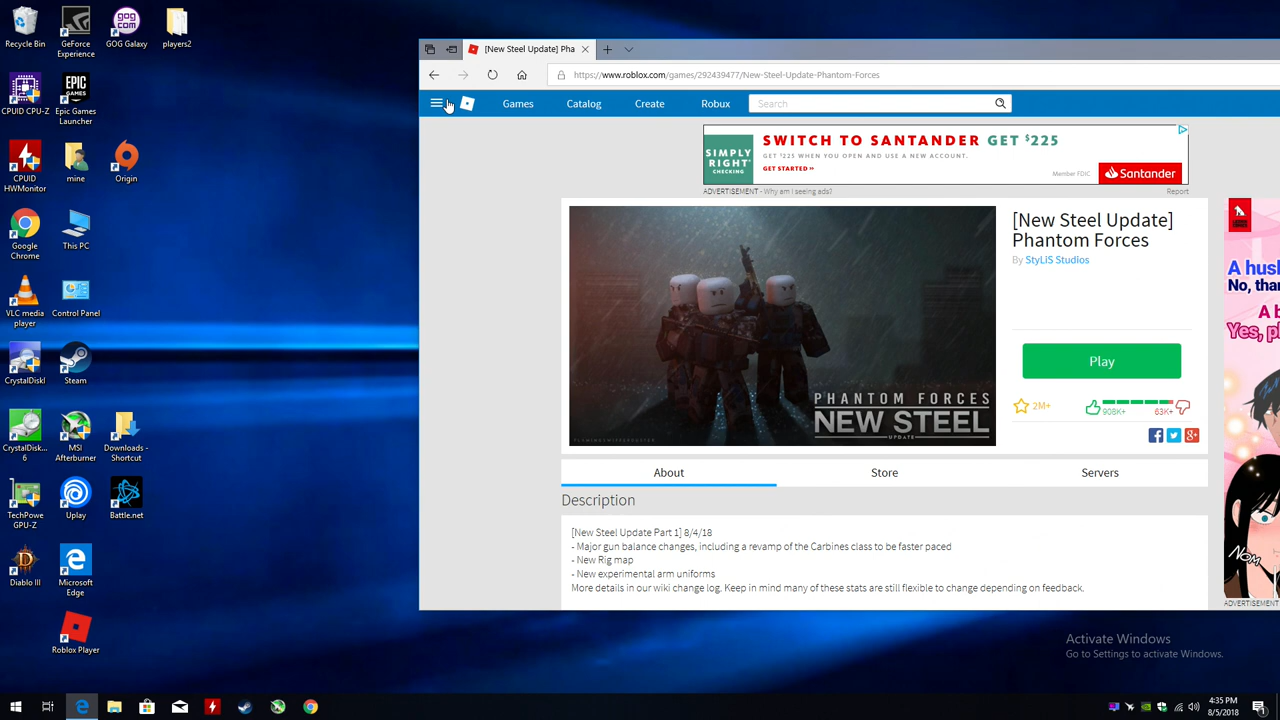 Recycle Bin
GeForce Experience
GOG Galaxy
players2
CPUID CPU-Z
Epic Games Launcher
CPUID HWMonitor
mine
Origin
Google Chrome
This PC
VLC media player
Control Panel
CrystalDiskI
Steam
CrystalDisk... 6
MSI Afterburner
Downloads - Shortcut
TechPowe GPU-Z
Uplay
Battle.net
Diablo III
Microsoft Edge
Roblox Player
[New Steel Update] Pha
https://www.roblox.com/games/292439477/New-Steel-Update-Phantom-Forces
Games
Catalog
Create
Robux
Search
SIMPLY RIGHT CHECKING
SWITCH TO SANTANDER GET $225
GET $225 WHEN YOU OPEN AND USE A NEW ACCOUNT.
GET STARTED »
Member FDIC
Santander
ADVERTISEMENT - Why am I seeing ads?
Report
PHANTOM FORCES
NEW STEEL
UPDATE
[New Steel Update]
Phantom Forces
By StyLiS Studios
Play
2M+
908K+
63K+
About
Store
Servers
Description
[New Steel Update Part 1] 8/4/18
- Major gun balance changes, including a revamp of the Carbines class to be faster paced
- New Rig map
- New experimental arm uniforms
More details in our wiki change log. Keep in mind many of these stats are still flexible to change depending on feedback.
A hus
No, tha
A b
Yes, pl
NOM
ADVERTISEMENT
Activate Windows
Go to Settings to activate Windows.
4:35 PM
8/5/2018